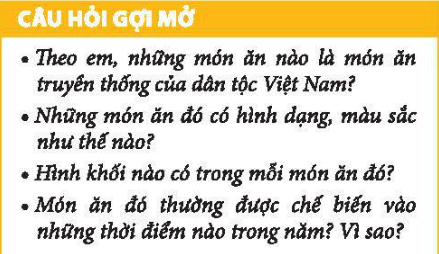 CÂU HỎI GỢI MỞ
• Theo em, những món ăn nào là món ăn
truyền thống của dân tộc Việt Nam?
• Những món ăn đó có hình dạng, màu sắc
như thế nào?
• Hình khối nào có trong mỗi món ăn đó?
• Món ăn đó thường được chế biến vào
những thời điểm nào trong năm? Vì sao?